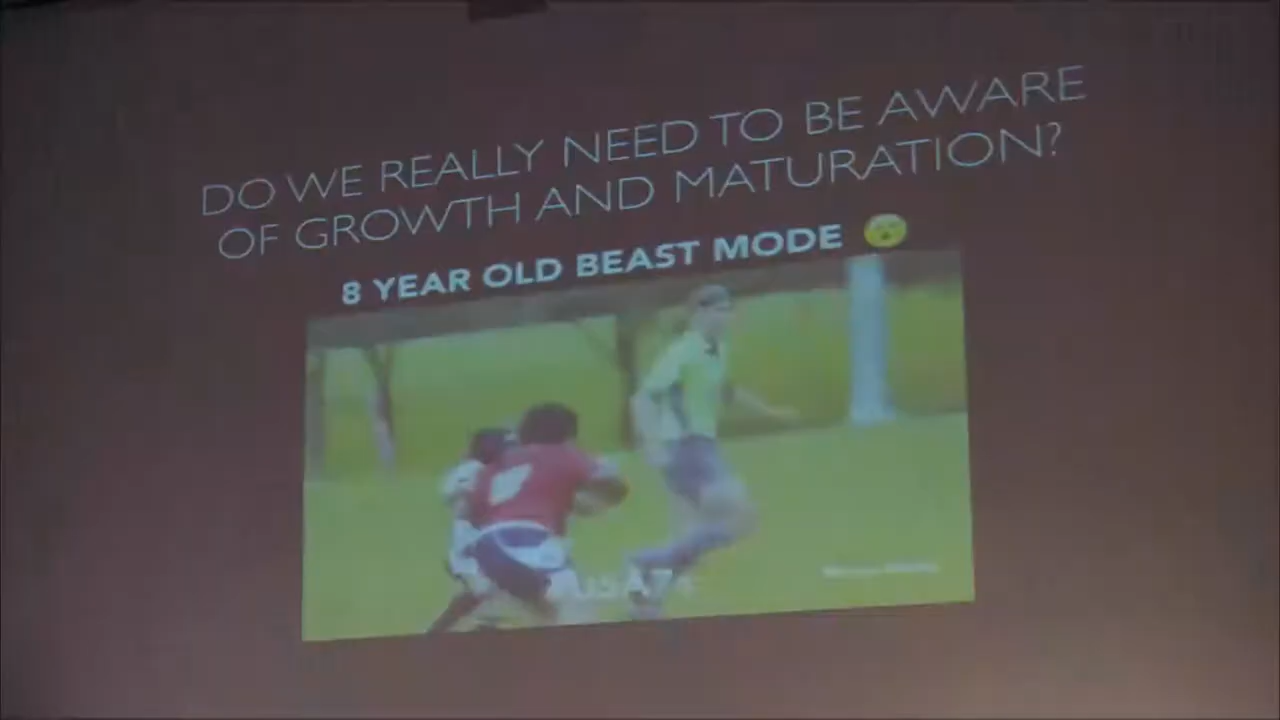 DO WE REALLY NEED TO BE AWARE
OF GROWTH AND MATURATION?
8 YEAR OLD BEAST MODE